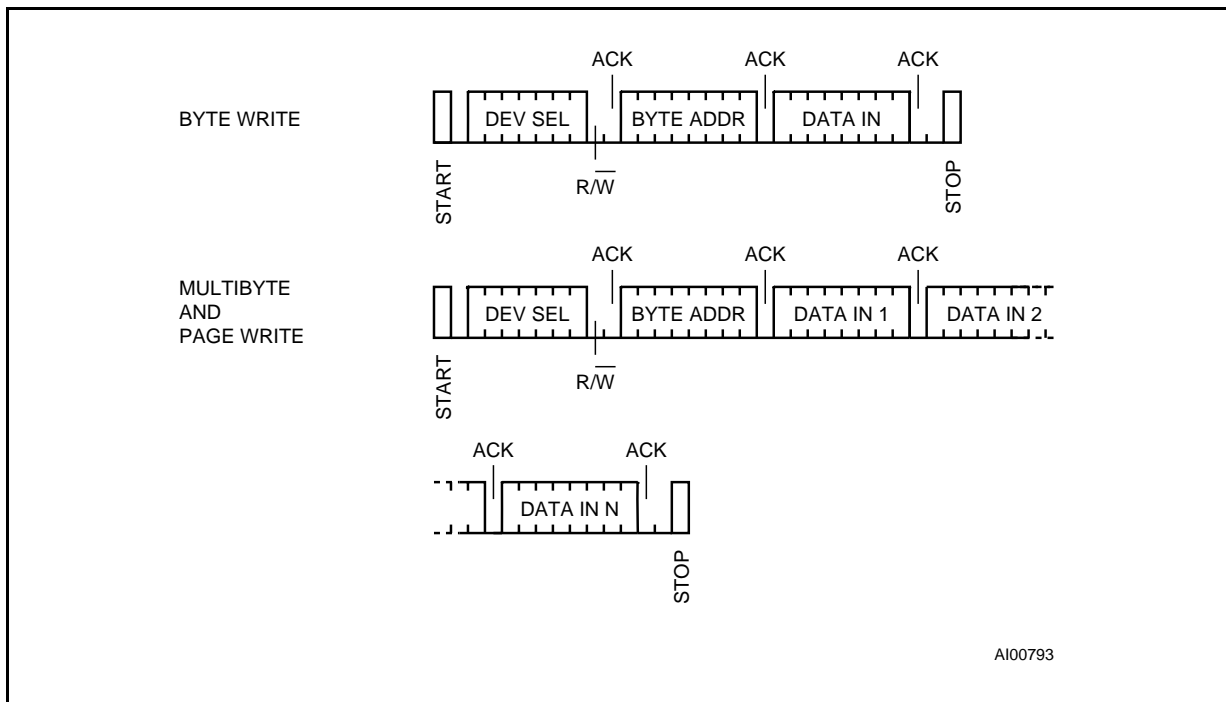 ACK ACK ACK
BYTE WRITE DEV SEL BYTE ADDR DATA IN
R/W̅
START STOP
ACK ACK ACK
MULTIBYTE
AND
PAGE WRITE
DEV SEL BYTE ADDR DATA IN 1 DATA IN 2
R/W̅
START
ACK ACK
DATA IN N
STOP
AI00793